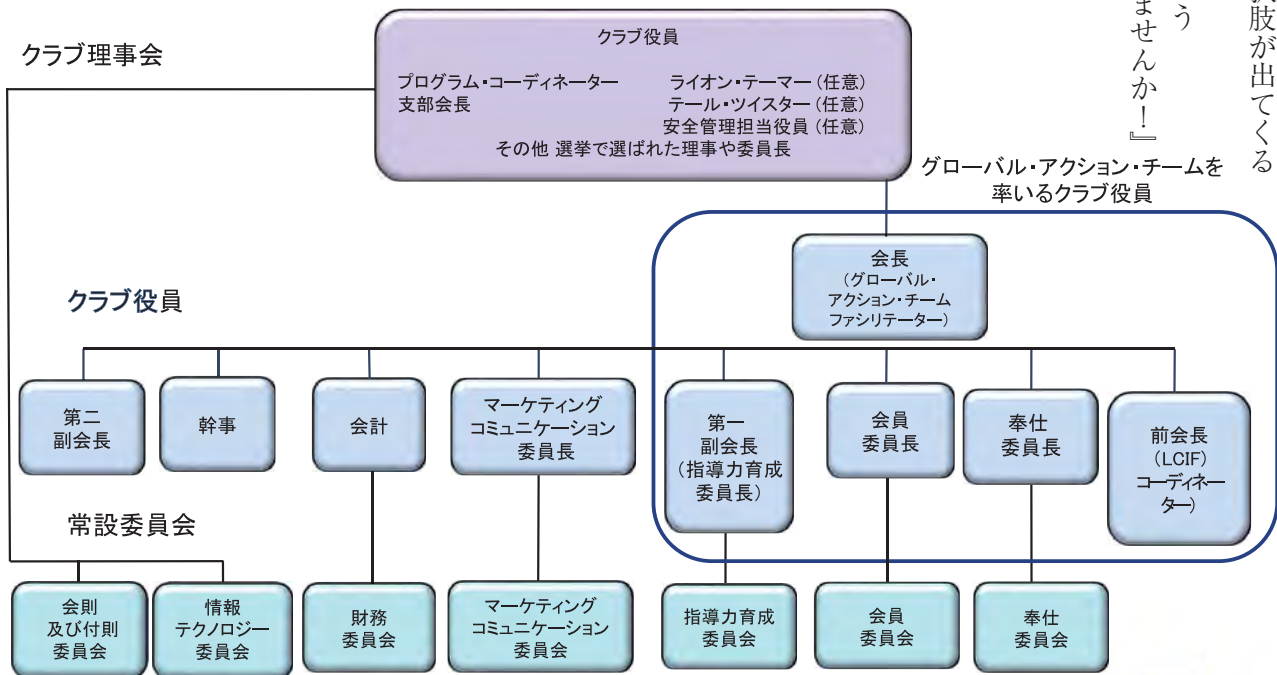 択肢が出てくる
う
ませんか！』
クラブ理事会
クラブ役員
プログラム・コーディネーター
支部会長
ライオン・テーマー（任意）
テール・ツイスター（任意）
安全管理担当役員（任意）
その他 選挙で選ばれた理事や委員長
グローバル・アクション・チームを
率いるクラブ役員
会長
（グローバル・
アクション・チーム
ファシリテーター）
クラブ役員
第二
副会長
幹事
会計
マーケティング
コミュニケーション
委員長
第一
副会長
（指導力育成
委員長）
会員
委員長
奉仕
委員長
前会長
（LCIF）
コーディネー
ター）
常設委員会
会則
及び付則
委員会
情報
テクノロジー
委員会
財務
委員会
マーケティング
コミュニケーション
委員会
指導力育成
委員会
会員
委員会
奉仕
委員会